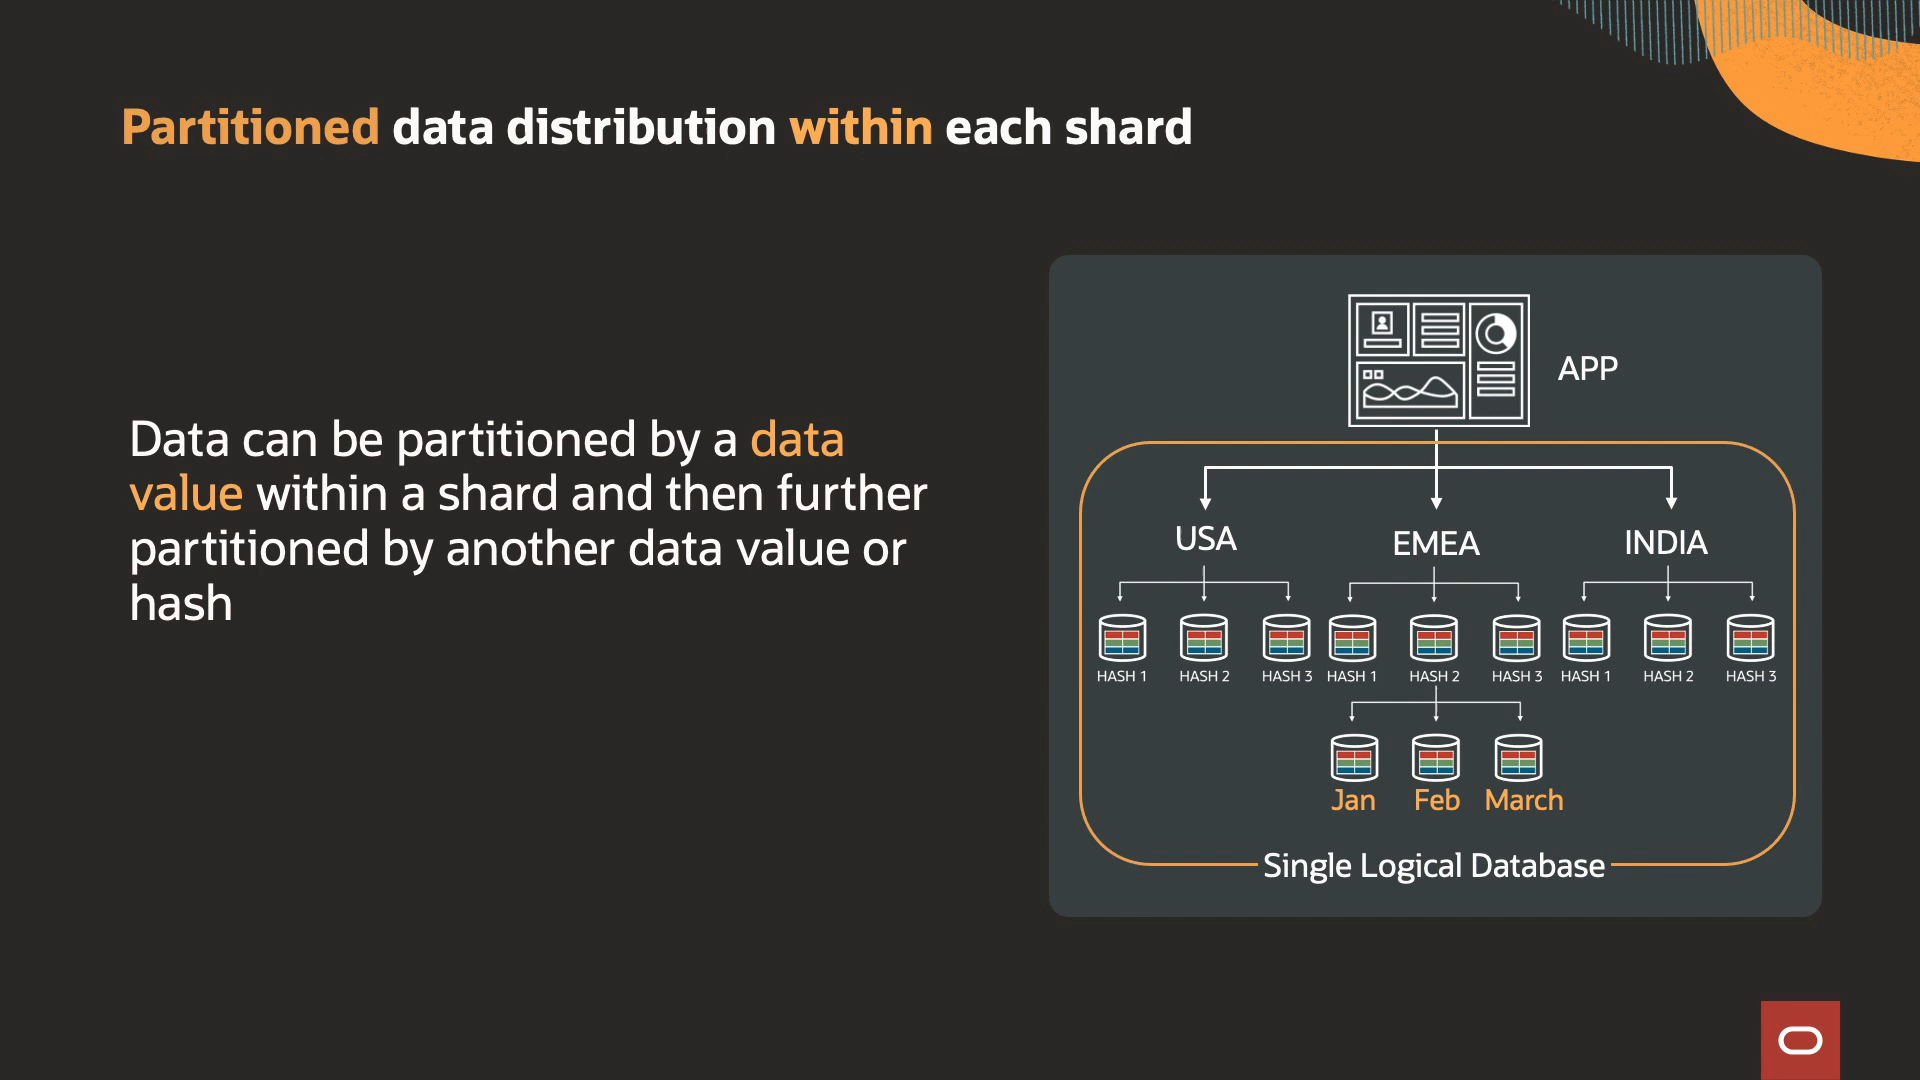 Partitioned data distribution within each shard
Data can be partitioned by a data
value within a shard and then further
partitioned by another data value or
hash
APP
USA
EMEA
INDIA
HASH 1
HASH 2
HASH 3
HASH 1
HASH 2
HASH 3
HASH 1
HASH 2
HASH 3
Jan
Feb
March
Single Logical Database